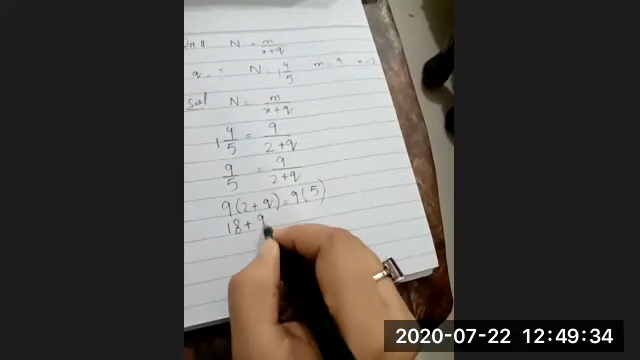 N = m/x+q
q = ? N = 1 4/5 m = 9 x = 2
Sol N = m/x+q
1 4/5 = 9/2+q
9/5 = 9/2+q
9(2+q) = 9(5)
18 + 9
2020-07-22 12:49:34